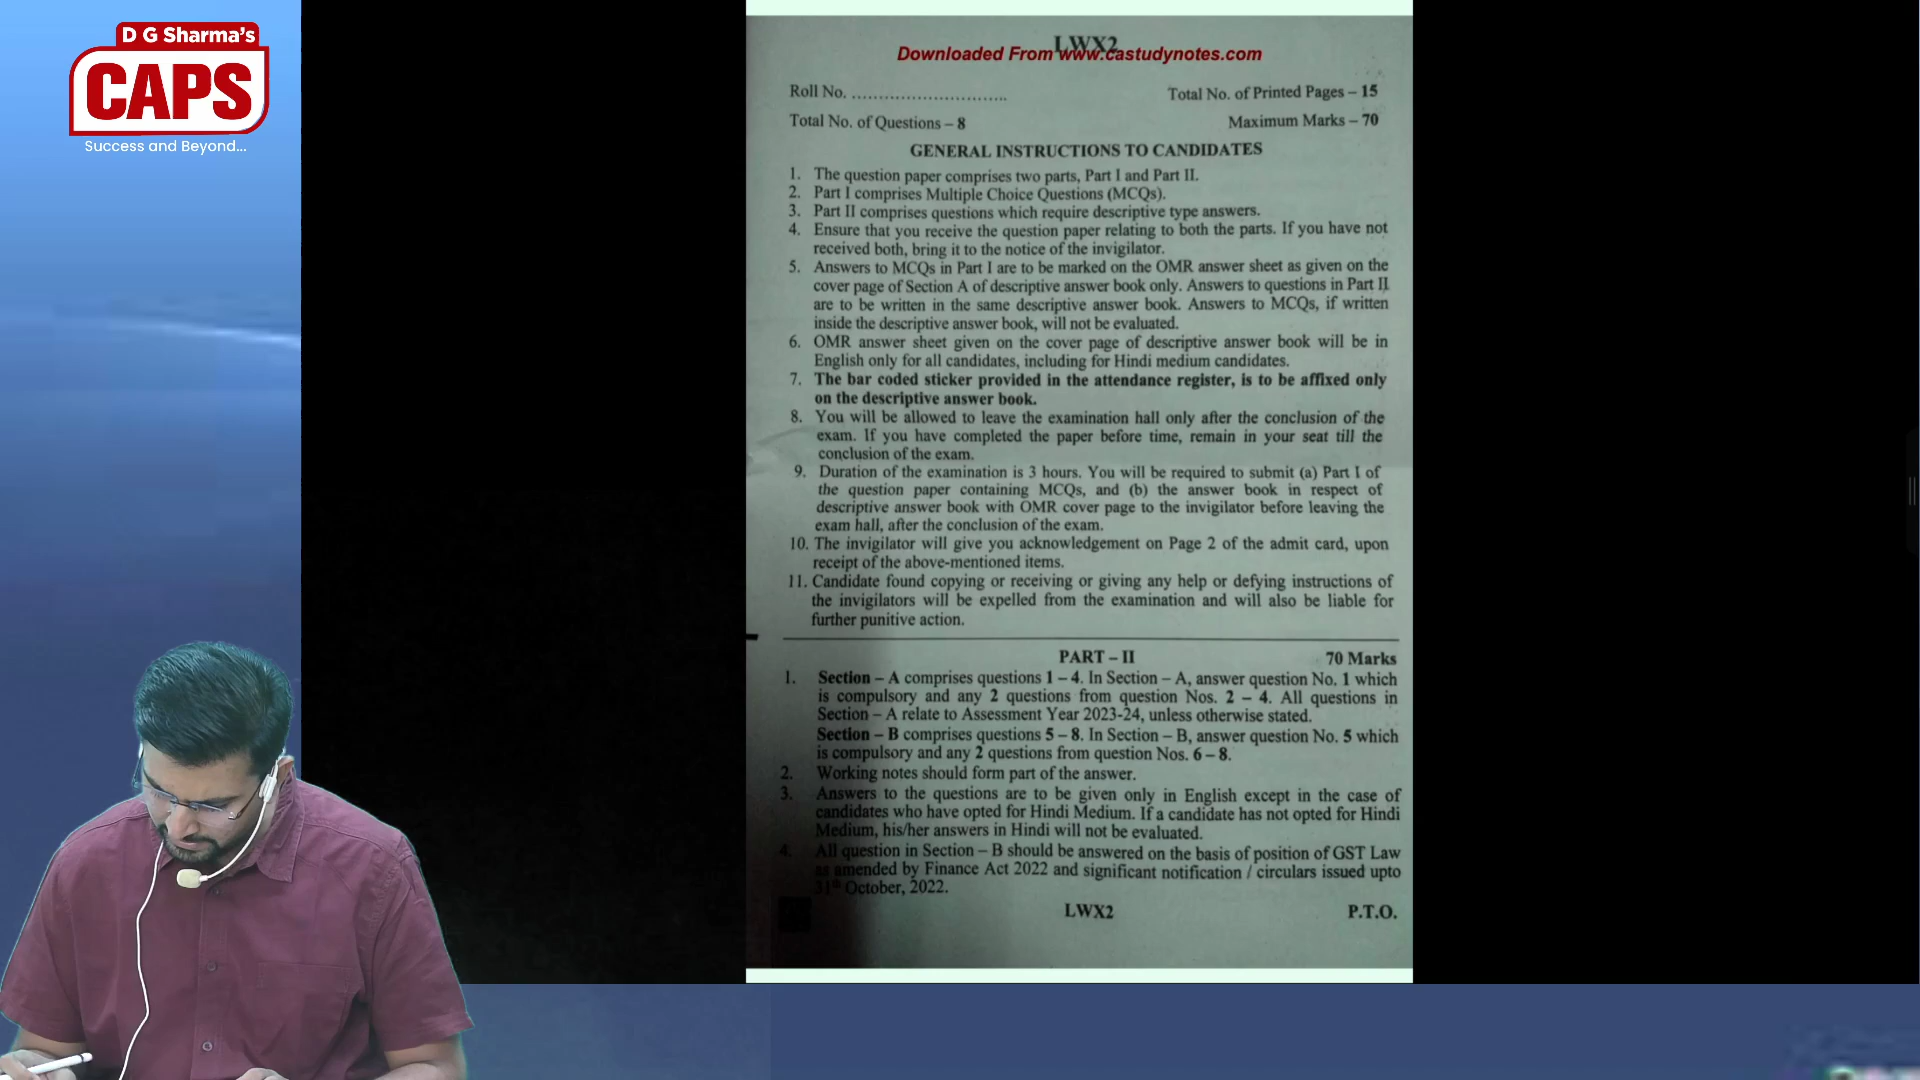 D G Sharma's
CAPS
Success and Beyond...
LWX2
Downloaded From www.castudynotes.com
Roll No. ............................
Total No. of Printed Pages – 15
Total No. of Questions – 8
Maximum Marks – 70
GENERAL INSTRUCTIONS TO CANDIDATES
1. The question paper comprises two parts, Part I and Part II.
2. Part I comprises Multiple Choice Questions (MCQs).
3. Part II comprises questions which require descriptive type answers.
4. Ensure that you receive the question paper relating to both the parts. If you have not
received both, bring it to the notice of the invigilator.
5. Answers to MCQs in Part I are to be marked on the OMR answer sheet as given on the
cover page of Section A of descriptive answer book only. Answers to questions in Part II
are to be written in the same descriptive answer book. Answers to MCQs, if written
inside the descriptive answer book, will not be evaluated.
6. OMR answer sheet given on the cover page of descriptive answer book will be in
English only for all candidates, including for Hindi medium candidates.
7. The bar coded sticker provided in the attendance register, is to be affixed only
on the descriptive answer book.
8. You will be allowed to leave the examination hall only after the conclusion of the
exam. If you have completed the paper before time, remain in your seat till the
conclusion of the exam.
9. Duration of the examination is 3 hours. You will be required to submit (a) Part I of
the question paper containing MCQs, and (b) the answer book in respect of
descriptive answer book with OMR cover page to the invigilator before leaving the
exam hall, after the conclusion of the exam.
10. The invigilator will give you acknowledgement on Page 2 of the admit card, upon
receipt of the above-mentioned items.
11. Candidate found copying or receiving or giving any help or defying instructions of
the invigilators will be expelled from the examination and will also be liable for
further punitive action.
PART – II
70 Marks
1. Section – A comprises questions 1 – 4. In Section – A, answer question No. 1 which
is compulsory and any 2 questions from question Nos. 2 – 4. All questions in
Section – A relate to Assessment Year 2023-24, unless otherwise stated.
Section – B comprises questions 5 – 8. In Section – B, answer question No. 5 which
is compulsory and any 2 questions from question Nos. 6 – 8.
2. Working notes should form part of the answer.
3. Answers to the questions are to be given only in English except in the case of
candidates who have opted for Hindi Medium. If a candidate has not opted for Hindi
Medium, his/her answers in Hindi will not be evaluated.
4. All question in Section – B should be answered on the basis of position of GST Law
as amended by Finance Act 2022 and significant notification / circulars issued upto
31th October, 2022.
LWX2
P.T.O.